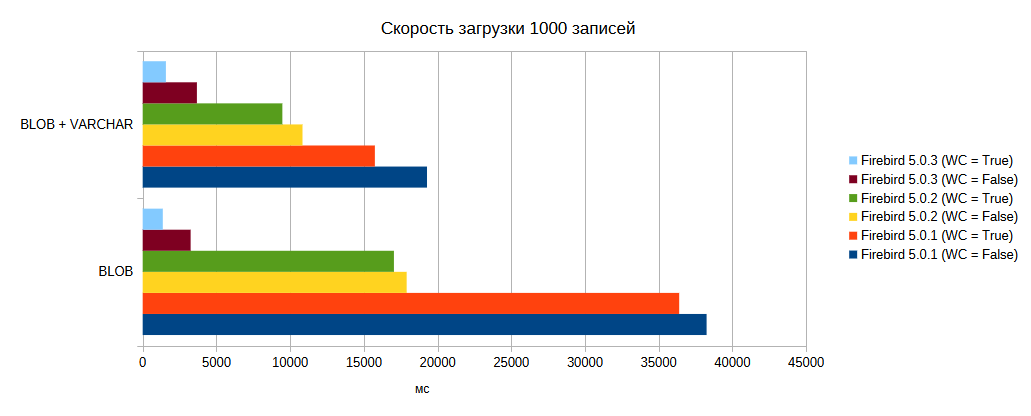 Скорость загрузки 1000 записей
BLOB + VARCHAR
BLOB
0 5000 10000 15000 20000 25000 30000 35000 40000 45000
мс
Firebird 5.0.3 (WC = True)
Firebird 5.0.3 (WC = False)
Firebird 5.0.2 (WC = True)
Firebird 5.0.2 (WC = False)
Firebird 5.0.1 (WC = True)
Firebird 5.0.1 (WC = False)